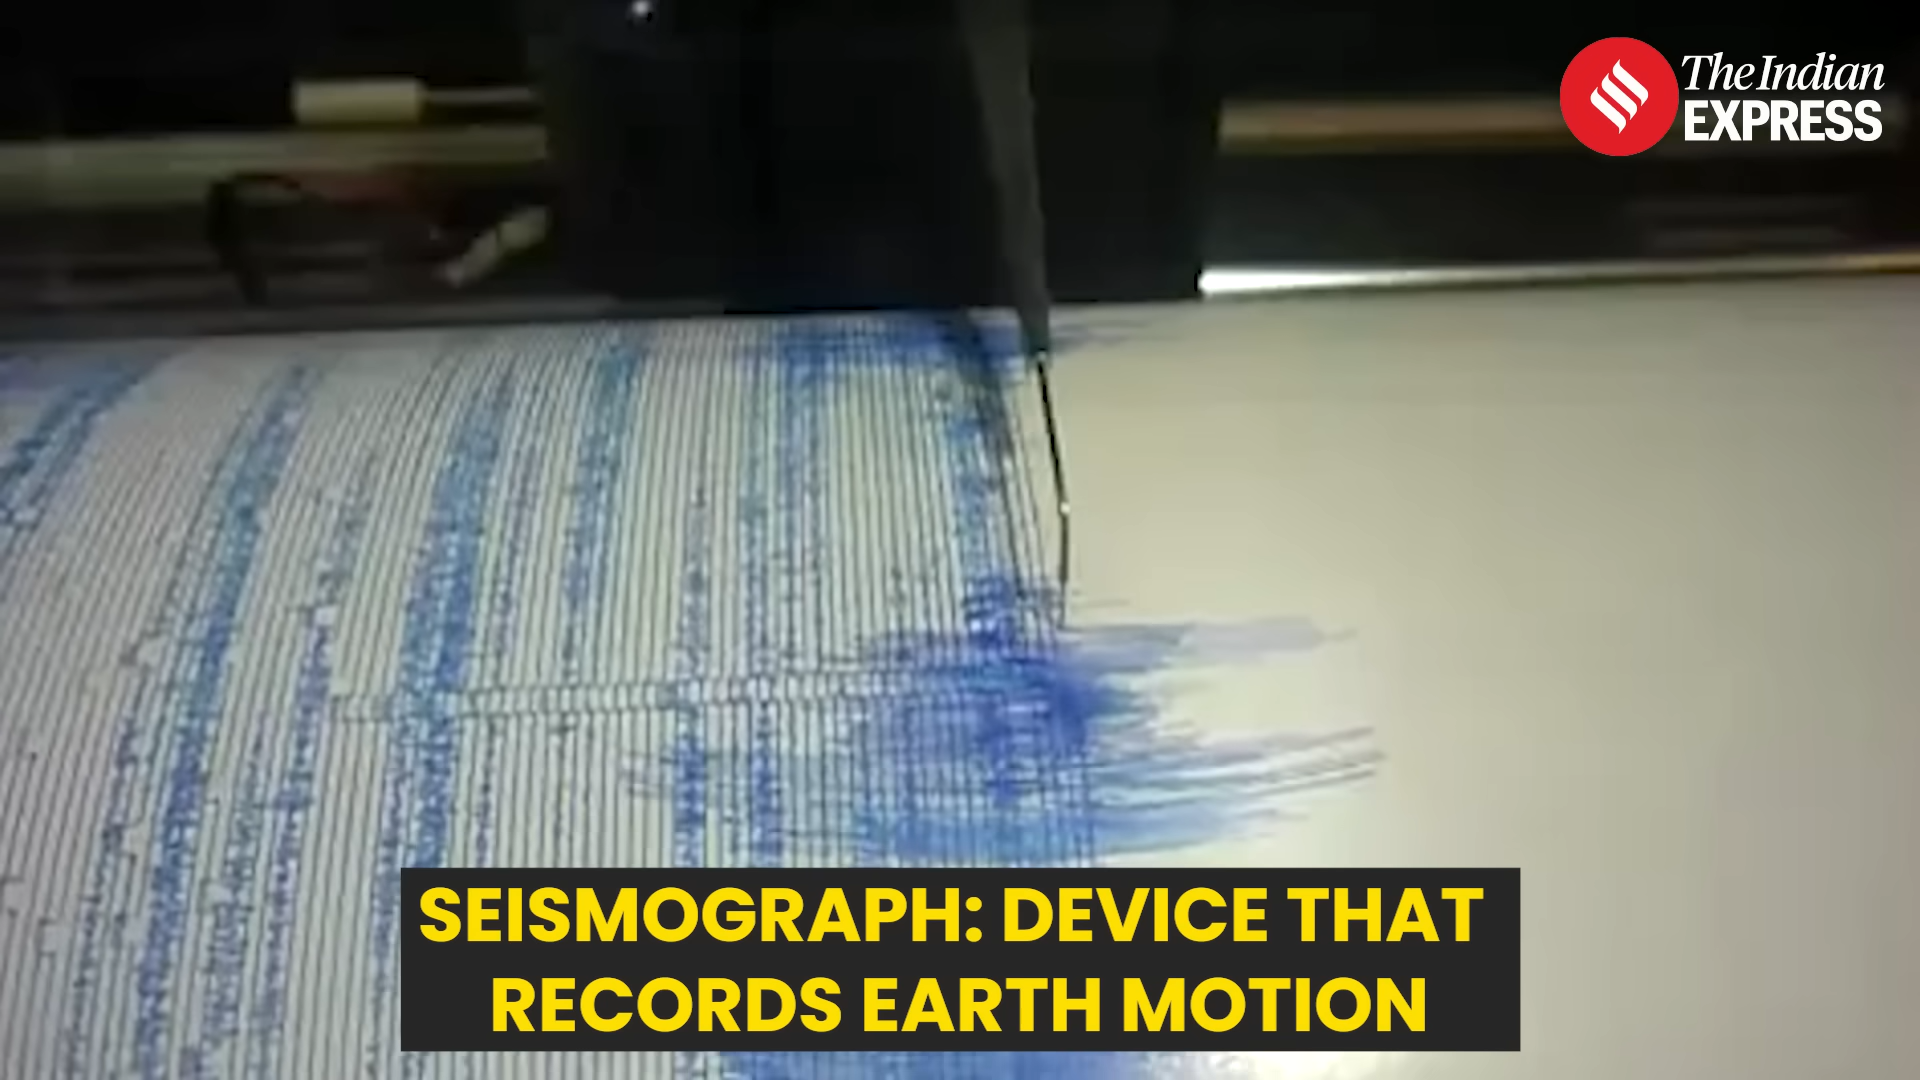 The Indian
EXPRESS
SEISMOGRAPH: DEVICE THAT
RECORDS EARTH MOTION